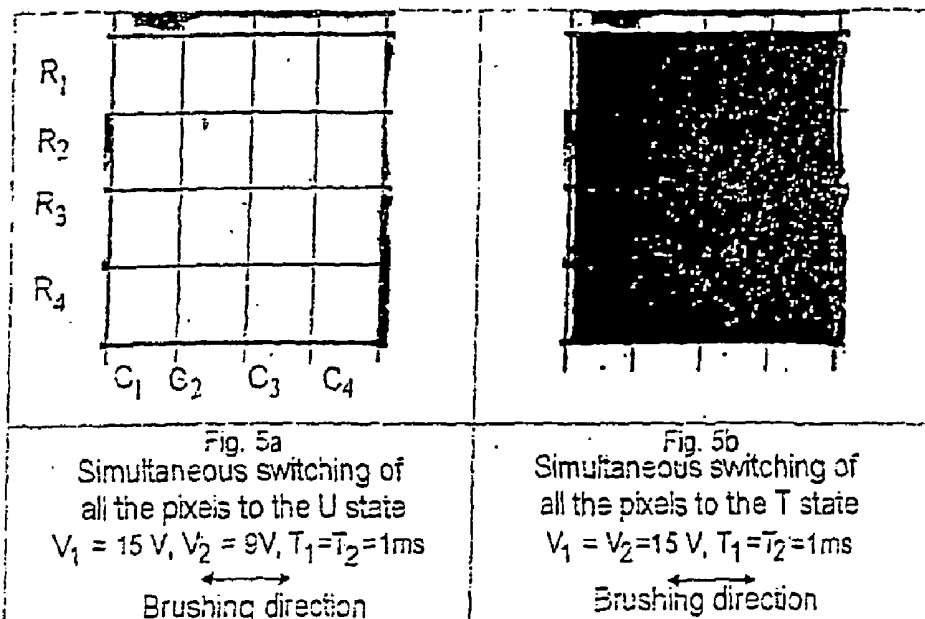 R₁
R₂
R₃
R₄
C₁ C₂ C₃ C₄
Fig. 5a
Simultaneous switching of
all the pixels to the U state
V₁ = 15 V, V₂ = 9V, T₁=T₂=1ms
Brushing direction
Fig. 5b
Simultaneous switching of
all the pixels to the T state
V₁ = V₂=15 V, T₁=T₂=1ms
Brushing direction